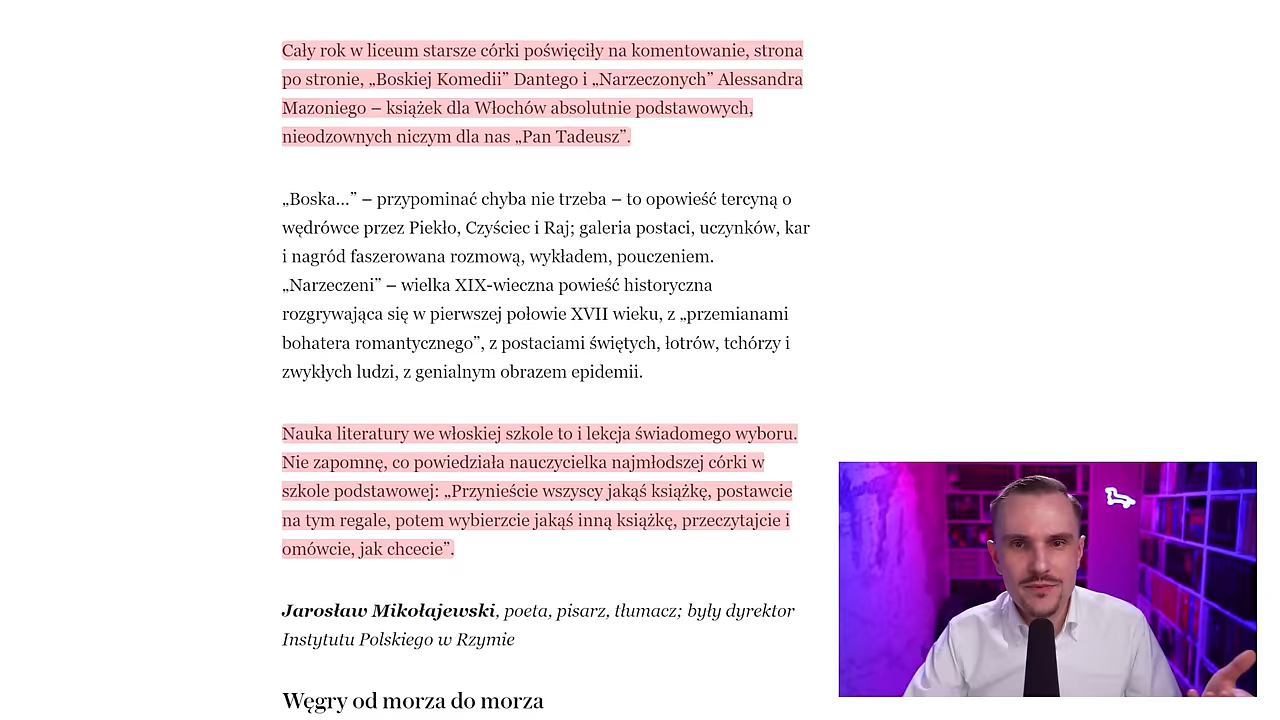 Cały rok w liceum starsze córki poświęciły na komentowanie, strona
po stronie, „Boskiej Komedii” Dantego i „Narzeczonych” Alessandra
Mazoniego – książek dla Włochów absolutnie podstawowych,
nieodzownych niczym dla nas „Pan Tadeusz”.
„Boska...” – przypominać chyba nie trzeba – to opowieść tercyną o
wędrówce przez Piekło, Czyściec i Raj; galeria postaci, uczynków, kar
i nagród faszerowana rozmową, wykładem, pouczeniem.
„Narzeczeni” – wielka XIX-wieczna powieść historyczna
rozgrywająca się w pierwszej połowie XVII wieku, z „przemianami
bohatera romantycznego”, z postaciami świętych, łotrów, tchórzy i
zwykłych ludzi, z genialnym obrazem epidemii.
Nauka literatury we włoskiej szkole to i lekcja świadomego wyboru.
Nie zapomnę, co powiedziała nauczycielka najmłodszej córki w
szkole podstawowej: „Przynieście wszyscy jakąś książkę, postawcie
na tym regale, potem wybierzcie jakąś inną książkę, przeczytajcie i
omówcie, jak chcecie”.
Jarosław Mikołajewski, poeta, pisarz, tłumacz; były dyrektor
Instytutu Polskiego w Rzymie
Węgry od morza do morza